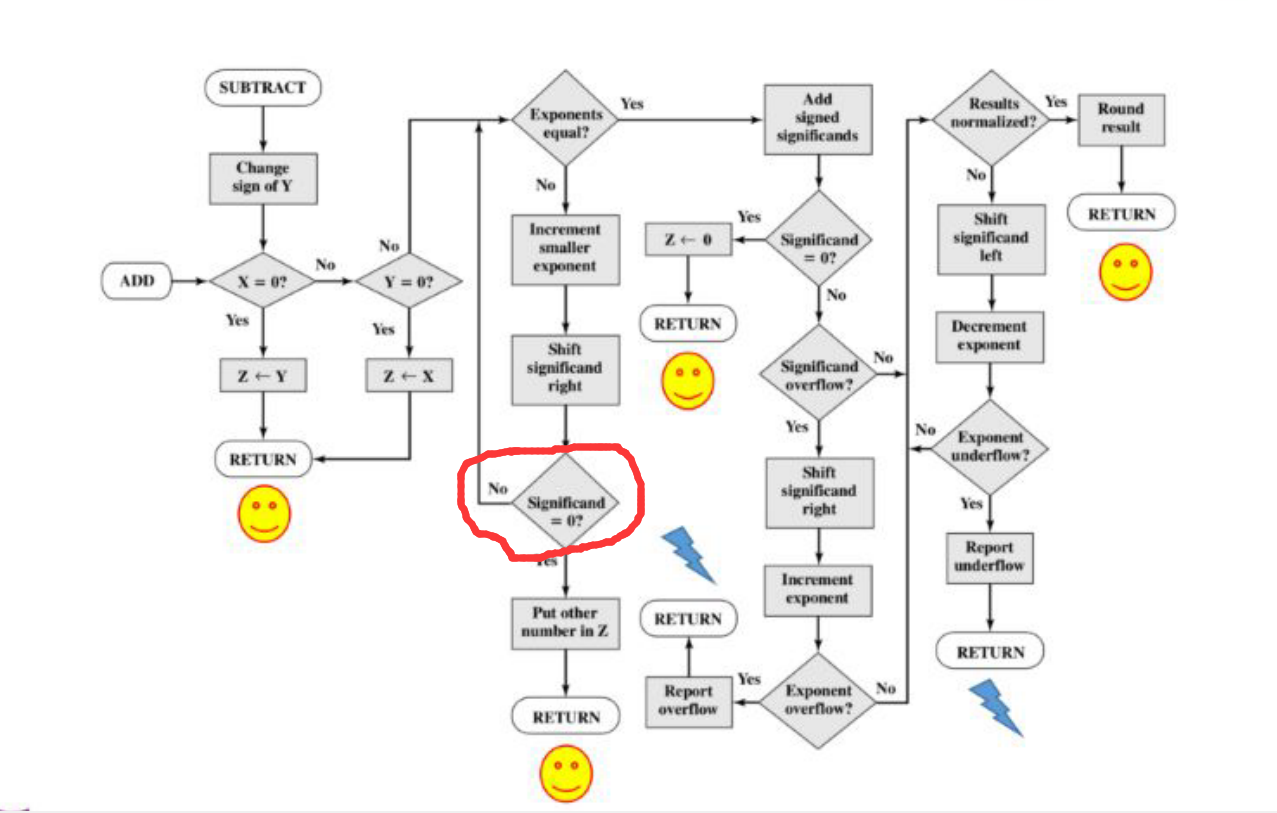 SUBTRACT
Change
sign of Y
ADD
X = 0?
No
Yes
Z ← Y
RETURN
No
Y = 0?
Yes
Z ← X
Exponents
equal?
Yes
No
Increment
smaller
exponent
Shift
significand
right
No
Significand
= 0?
Yes
Put other
number in Z
RETURN
Add
signed
significands
Yes
Significand
= 0?
Z ← 0
RETURN
No
Significand
overflow?
No
Yes
Shift
significand
right
Increment
exponent
Exponent
overflow?
Yes
No
Report
overflow
RETURN
Results
normalized?
Yes
Round
result
RETURN
No
Shift
significand
left
Decrement
exponent
No
Exponent
underflow?
Yes
Report
underflow
RETURN